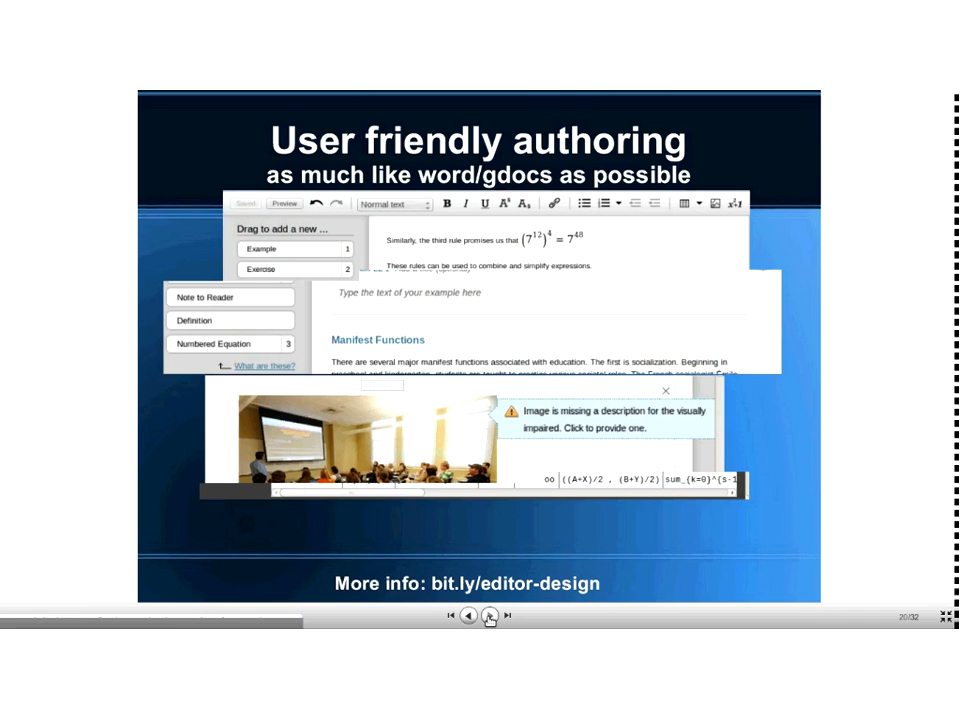 User friendly authoring
as much like word/gdocs as possible
Saved Preview Normal text B I U
Drag to add a new ...
Example 1
Exercise 2
Similarly, the third rule promises us that (7^12)^4 = 7^48
These rules can be used to combine and simplify expressions.
Note to Reader
Definition
Numbered Equation 3
What are these?
Type the text of your example here
Manifest Functions
There are several major manifest functions associated with education. The first is socialization. Beginning in
Image is missing a description for the visually
impaired. Click to provide one.
oo ((A+X)/2 , (B+Y)/2) sum_{k=0}^{s-1
More info: bit.ly/editor-design
20/32